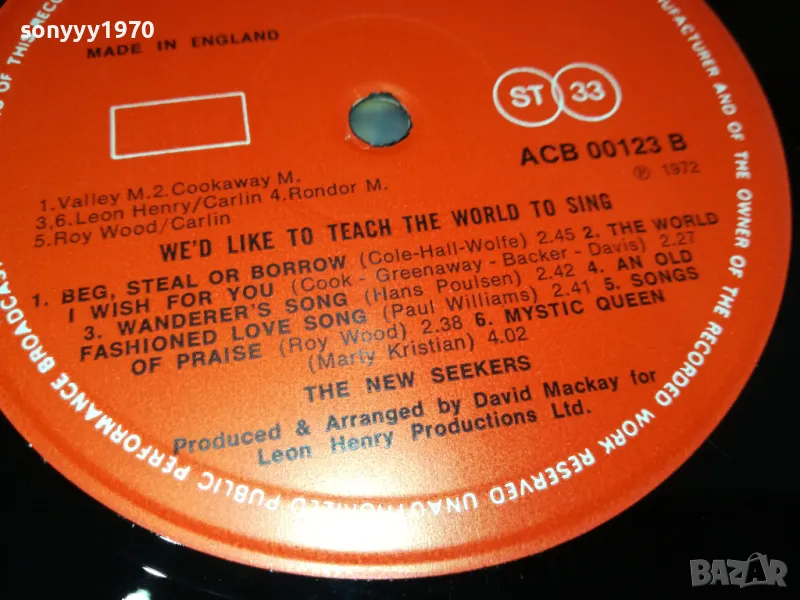 sonyyy1970
MADE IN ENGLAND
ST 33
ACB 00123 B
℗ 1972
1.Valley M.2.Cookaway M.
3,6. Leon Henry/Carlin 4. Rondor M.
5. Roy Wood/Carlin
WE'D LIKE TO TEACH THE WORLD TO SING
1. BEG, STEAL OR BORROW (Cole-Hall-Wolfe) 2.45 2. THE WORLD
I WISH FOR YOU (Cook - Greenaway - Backer - Davis) 2.27
3. WANDERER'S SONG (Hans Poulsen) 2.42 4. AN OLD
FASHIONED LOVE SONG (Paul Williams) 2.41 5. SONGS
OF PRAISE (Roy Wood) 2.38 6. MYSTIC QUEEN
(Marty Kristian) 4.02
THE NEW SEEKERS
Produced & Arranged by David Mackay for
Leon Henry Productions Ltd.
MANUFACTURER AND OF THE OWNER OF THE RECORDED WORK RESERVED UNAUTHORIZED PUBLIC PERFORMANCE BROADCAST
OF THIS RECO
BAZAR